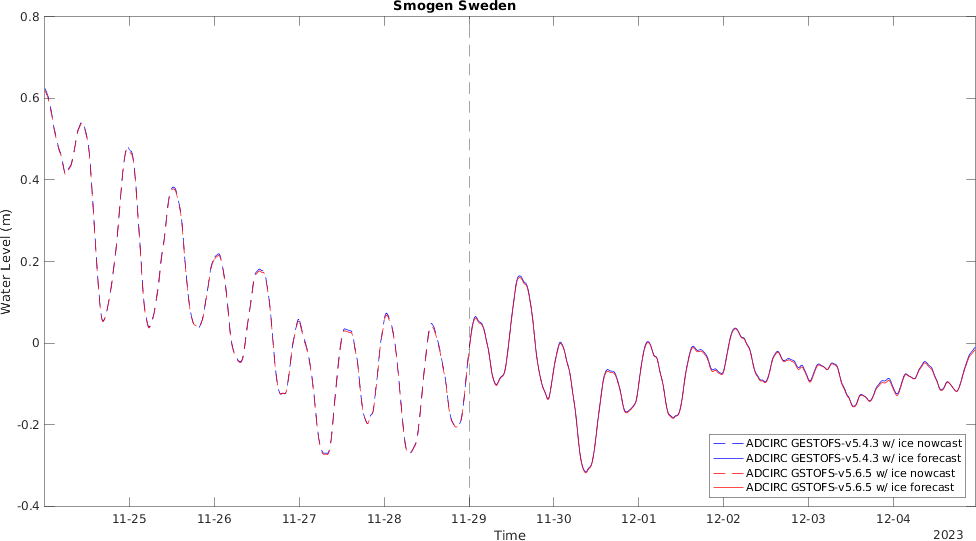 Smogen Sweden
0.8
0.6
0.4
0.2
0
-0.2
-0.4
Water Level (m)
ADCIRC GESTOFS-v5.4.3 w/ ice nowcast
ADCIRC GESTOFS-v5.4.3 w/ ice forecast
ADCIRC GSTOFS-v5.6.5 w/ ice nowcast
ADCIRC GSTOFS-v5.6.5 w/ ice forecast
11-25 11-26 11-27 11-28 11-29 11-30 12-01 12-02 12-03 12-04
Time
2023